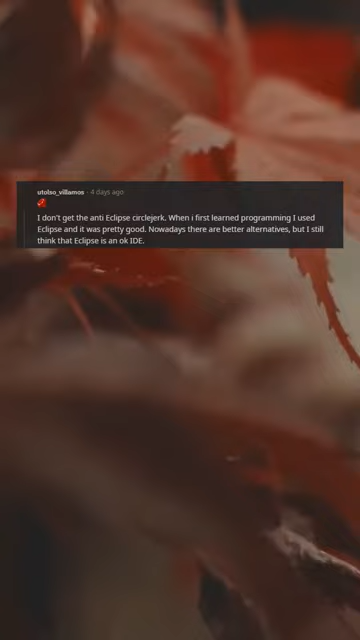 utolso_villamos · 4 days ago
I don't get the anti Eclipse circlejerk. When i first learned programming I used
Eclipse and it was pretty good. Nowadays there are better alternatives, but I still
think that Eclipse is an ok IDE.